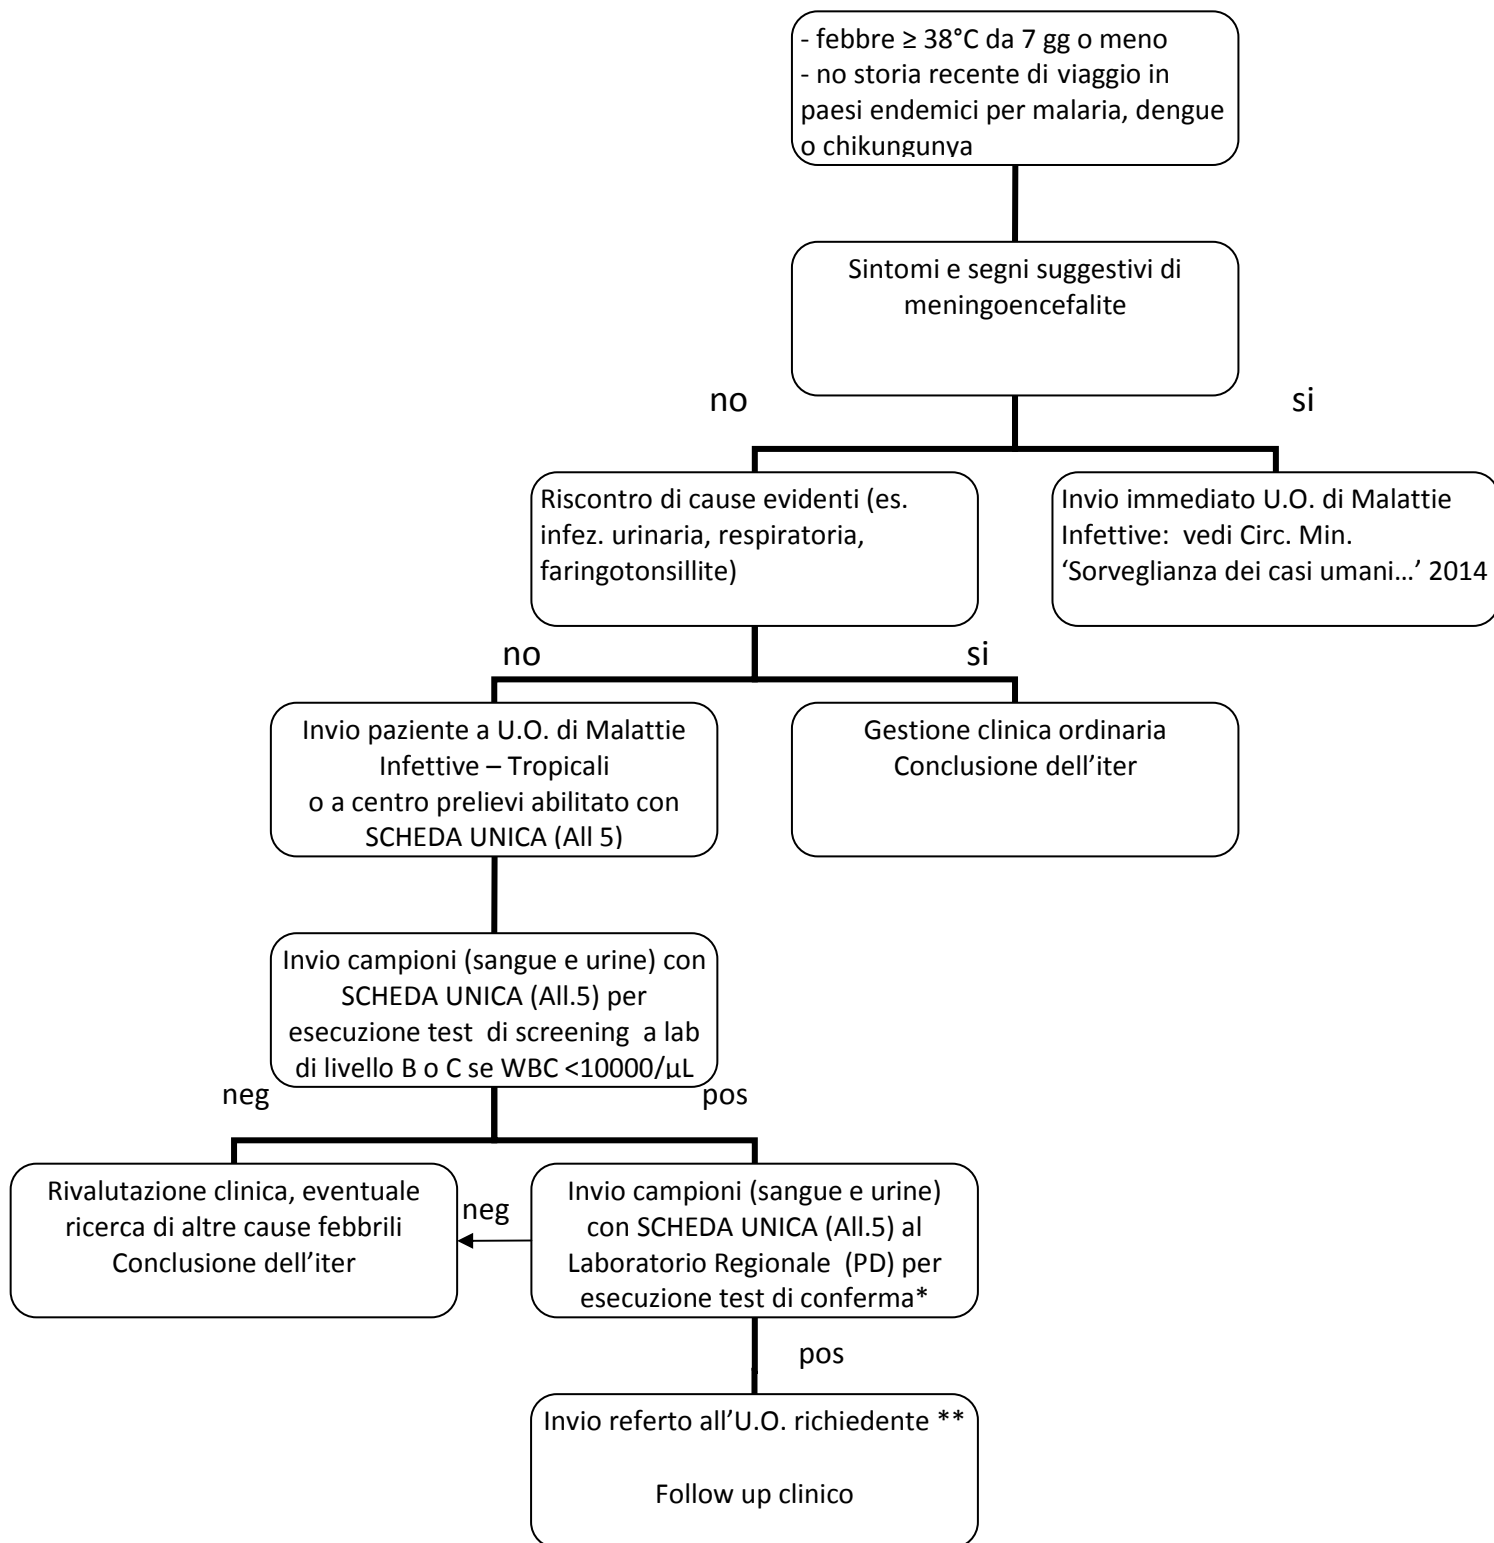 - febbre ≥ 38°C da 7 gg o meno
- no storia recente di viaggio in
paesi endemici per malaria, dengue
o chikungunya
Sintomi e segni suggestivi di
meningoencefalite
no
si
Riscontro di cause evidenti (es.
infez. urinaria, respiratoria,
faringotonsillite)
Invio immediato U.O. di Malattie
Infettive: vedi Circ. Min.
‘Sorveglianza dei casi umani…’ 2014
no
si
Invio paziente a U.O. di Malattie
Infettive – Tropicali
o a centro prelievi abilitato con
SCHEDA UNICA (All 5)
Gestione clinica ordinaria
Conclusione dell’iter
Invio campioni (sangue e urine) con
SCHEDA UNICA (All.5) per
esecuzione test di screening a lab
di livello B o C se WBC <10000/µL
neg
pos
Rivalutazione clinica, eventuale
ricerca di altre cause febbrili
Conclusione dell’iter
neg
Invio campioni (sangue e urine)
con SCHEDA UNICA (All.5) al
Laboratorio Regionale (PD) per
esecuzione test di conferma*
pos
Invio referto all’U.O. richiedente **
Follow up clinico